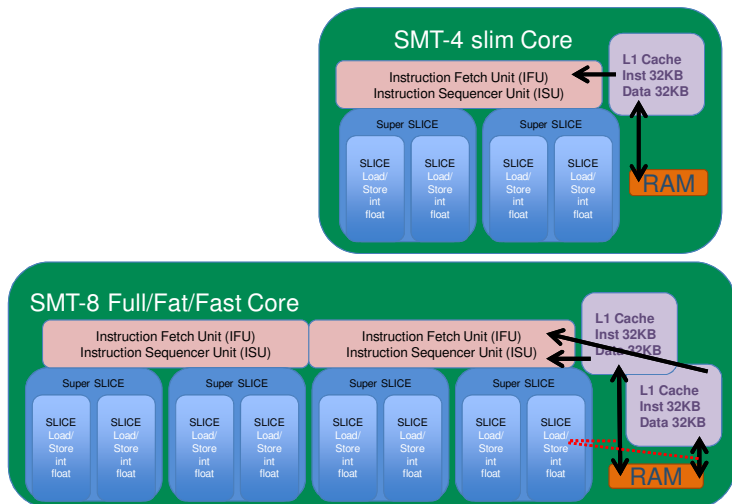 SMT-4 slim Core
L1 Cache
Inst 32KB
Data 32KB
Instruction Fetch Unit (IFU)
Instruction Sequencer Unit (ISU)
Super SLICE
SLICE
Load/
Store
int
float
SLICE
Load/
Store
int
float
Super SLICE
SLICE
Load/
Store
int
float
SLICE
Load/
Store
int
float
RAM
SMT-8 Full/Fat/Fast Core
L1 Cache
Inst 32KB
Data 32KB
Instruction Fetch Unit (IFU)
Instruction Sequencer Unit (ISU)
Instruction Fetch Unit (IFU)
Instruction Sequencer Unit (ISU)
L1 Cache
Inst 32KB
Data 32KB
Super SLICE
SLICE
Load/
Store
int
float
SLICE
Load/
Store
int
float
Super SLICE
SLICE
Load/
Store
int
float
SLICE
Load/
Store
int
float
Super SLICE
SLICE
Load/
Store
int
float
SLICE
Load/
Store
int
float
Super SLICE
SLICE
Load/
Store
int
float
SLICE
Load/
Store
int
float
RAM